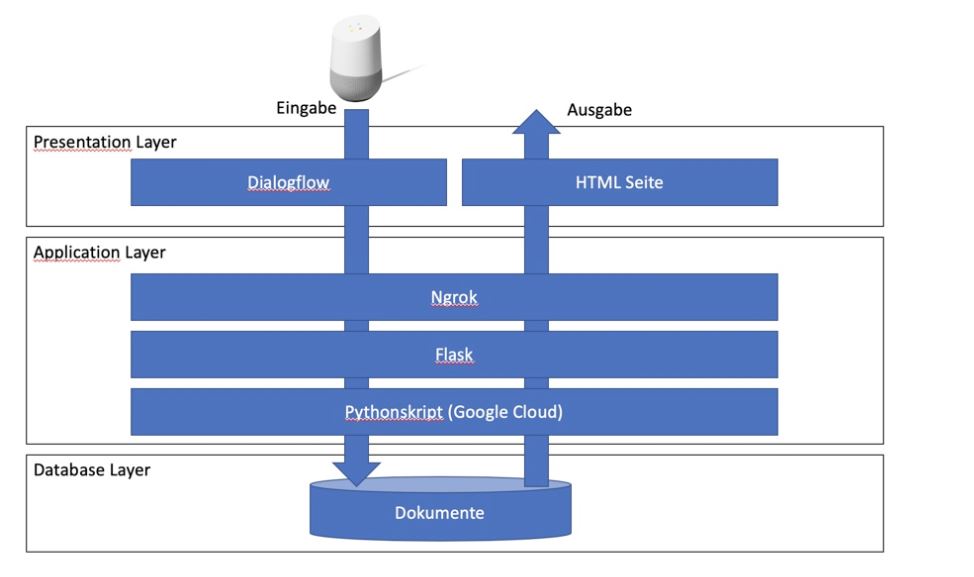 Eingabe
Ausgabe
Presentation Layer
Dialogflow
HTML Seite
Application Layer
Ngrok
Flask
Pythonskript (Google Cloud)
Database Layer
Dokumente